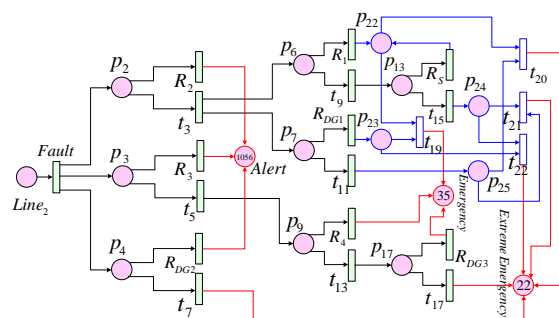 p22
p6
R1
t20
p2
R2
p13
RS
p24
t9
t3
t15
t21
RDG1
p23
t19
t22
p7
Fault
p3
R3
1056
Alert
t11
p25
Line2
t5
35
Emergency
p9
R4
p4
RDG2
p17
RDG3
Extreme Emergency
t13
t7
t17
22